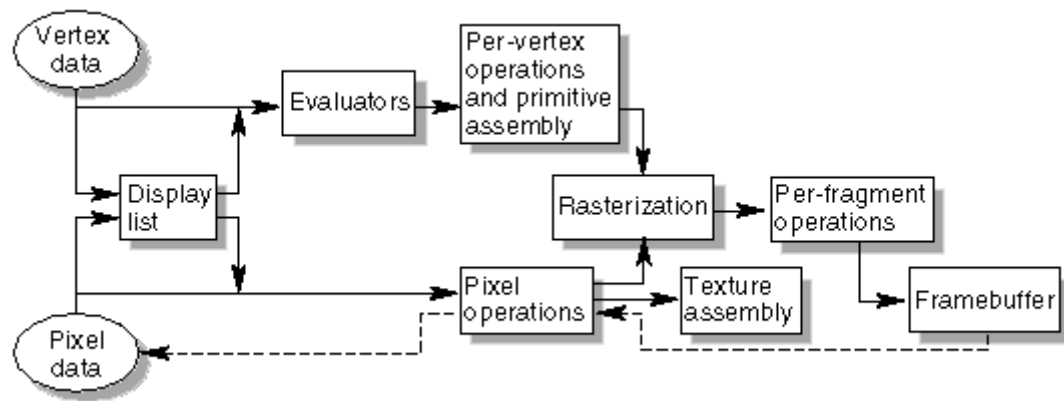 Vertex
data
Evaluators
Per-vertex
operations
and primitive
assembly
Display
list
Rasterization
Per-fragment
operations
Pixel
data
Pixel
operations
Texture
assembly
Framebuffer